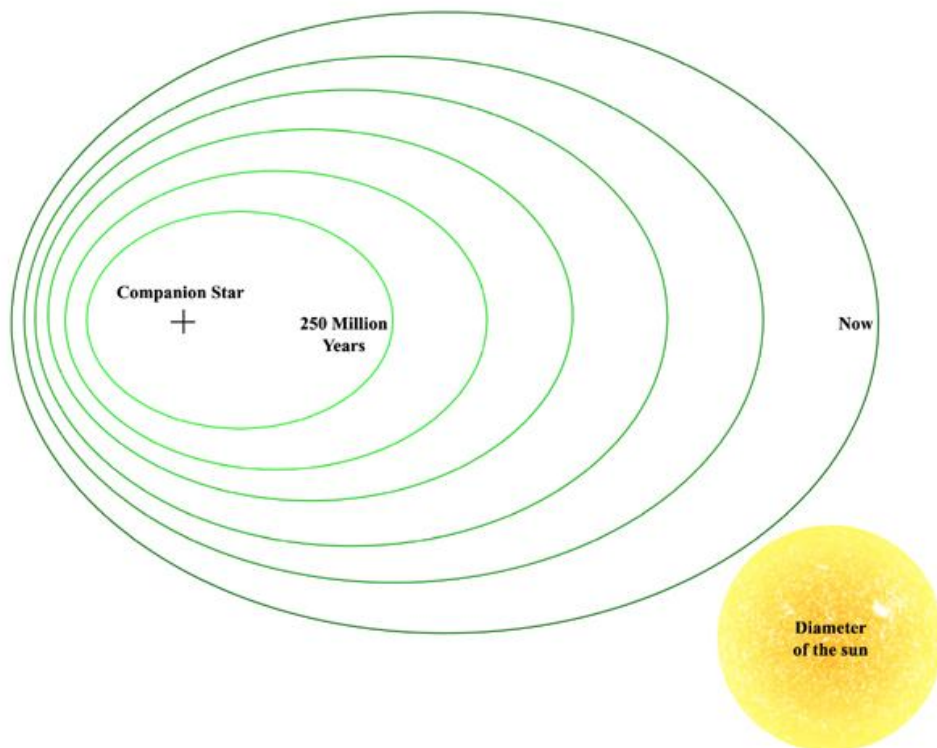 Companion Star
250 Million
Years
Now
Diameter
of the sun